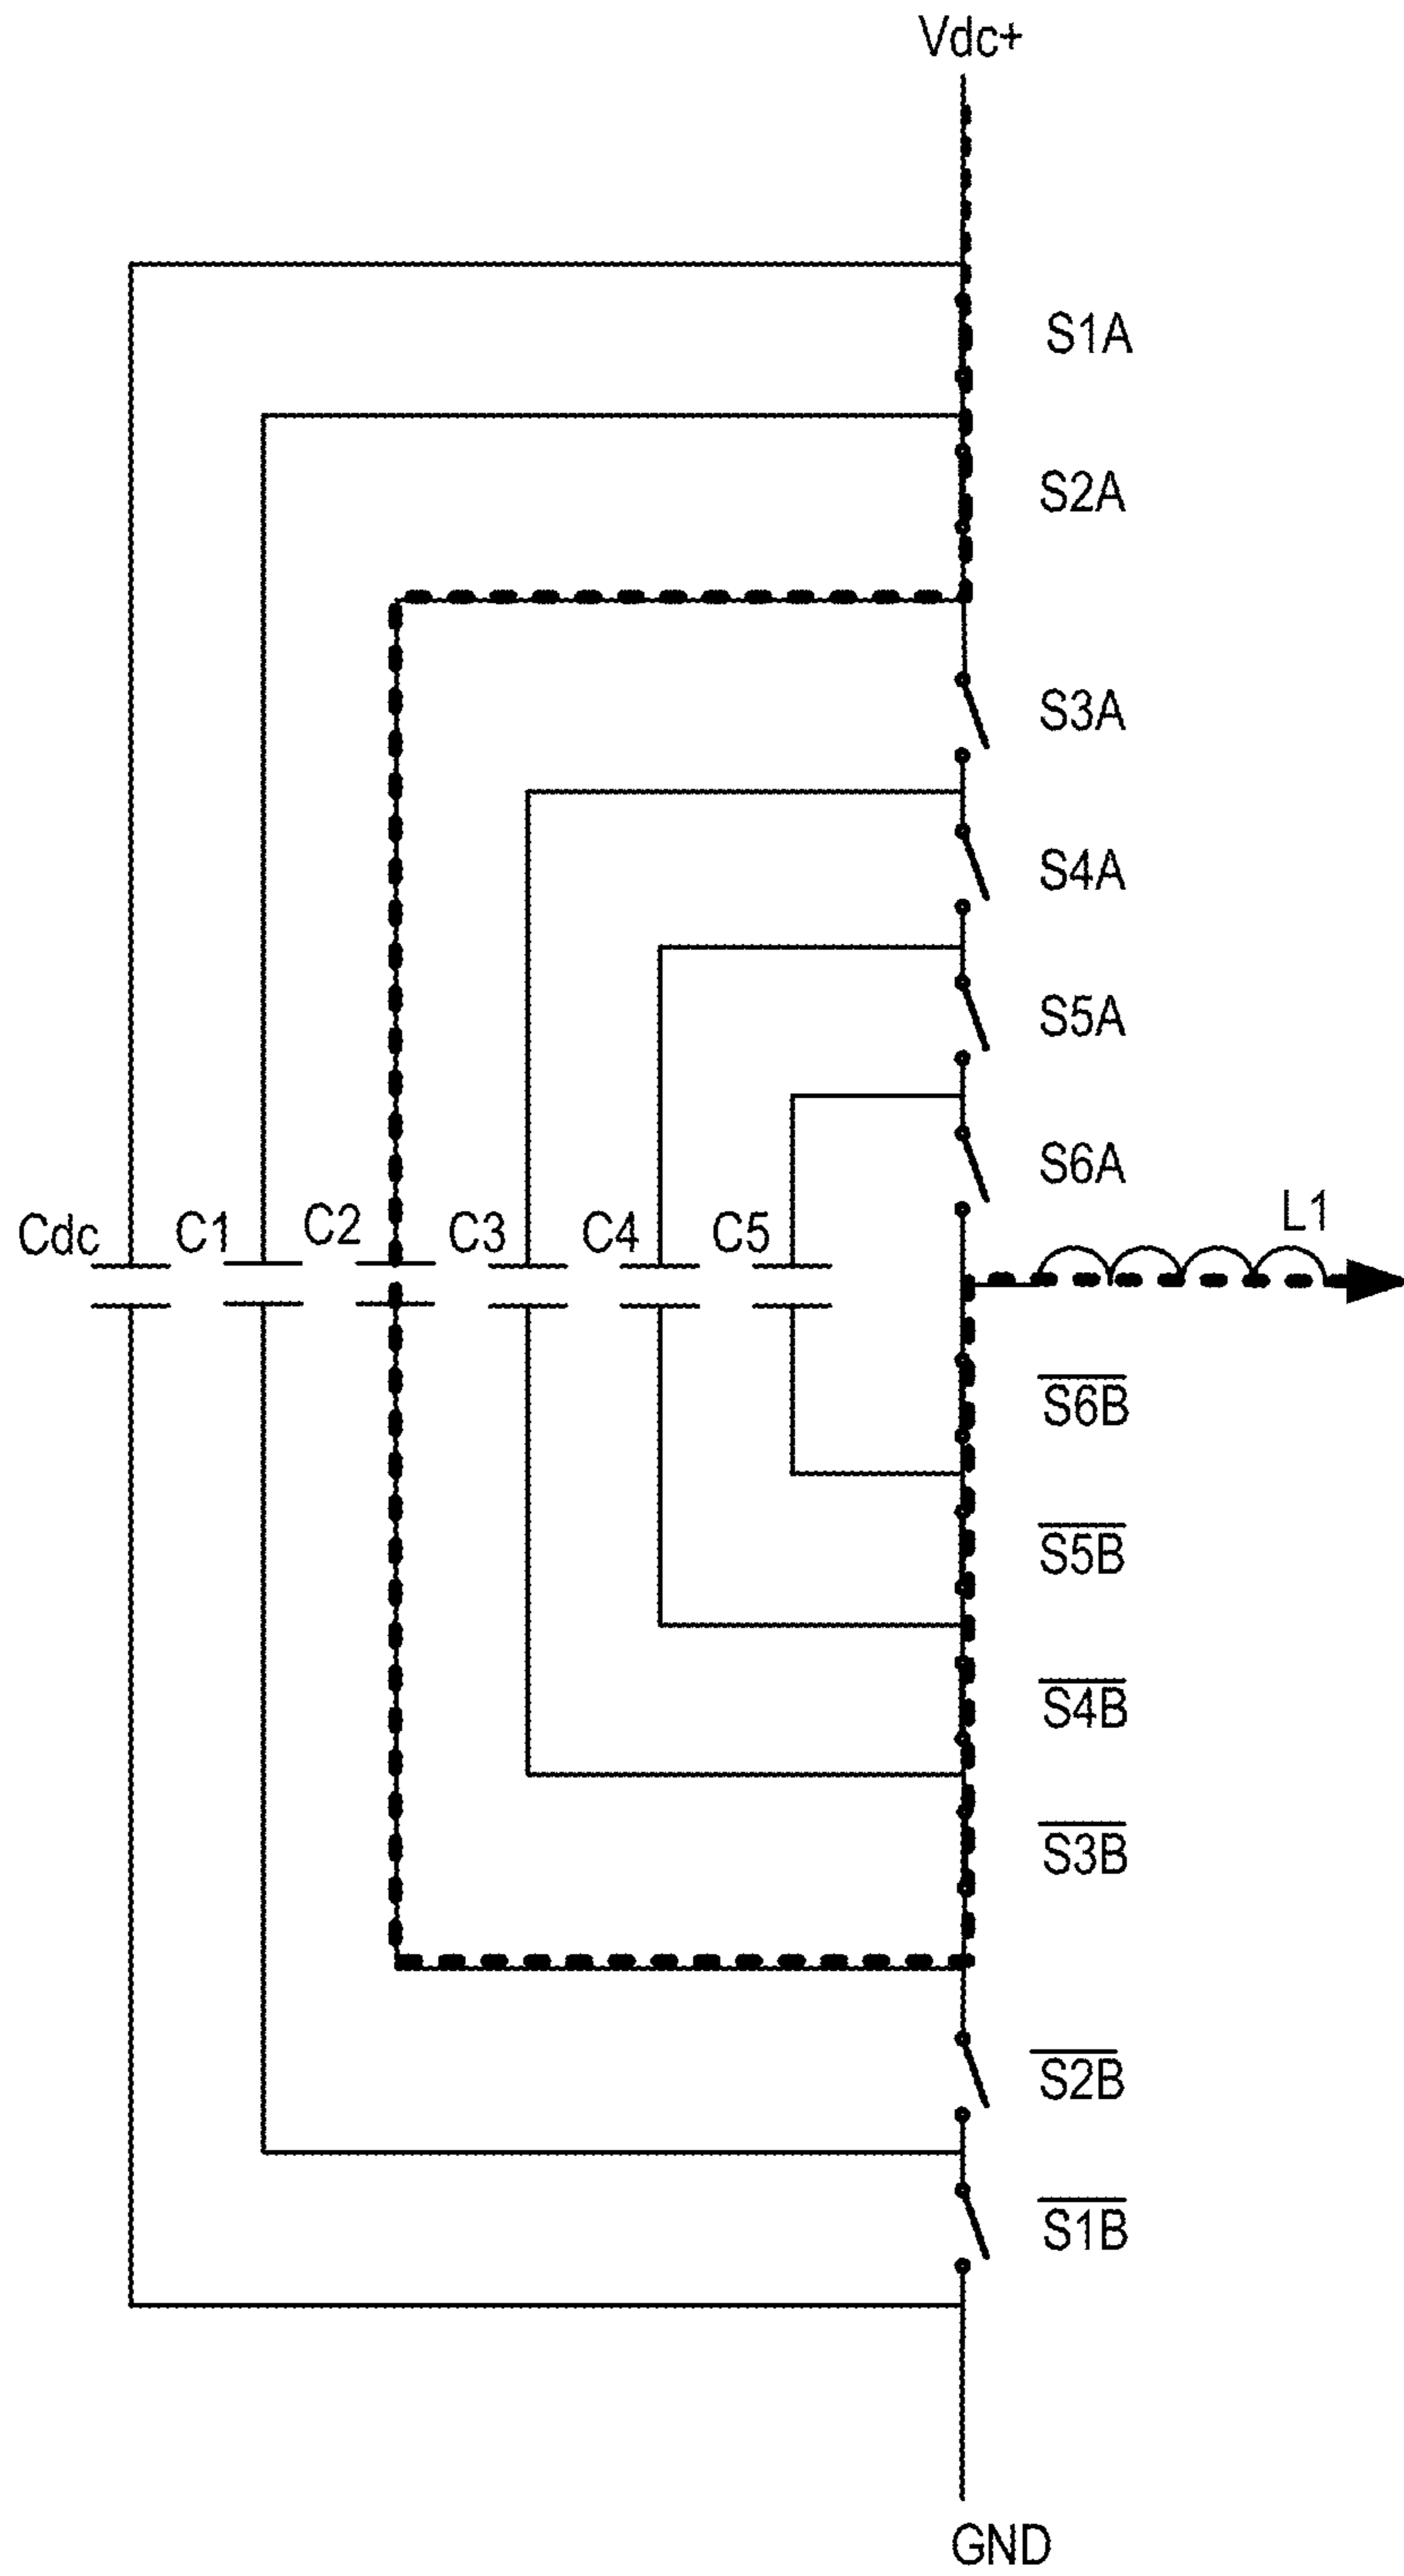 Vdc+
S1A
S2A
S3A
S4A
S5A
S6A
Cdc C1 C2 C3 C4 C5 L1
S6B
S5B
S4B
S3B
S2B
S1B
GND